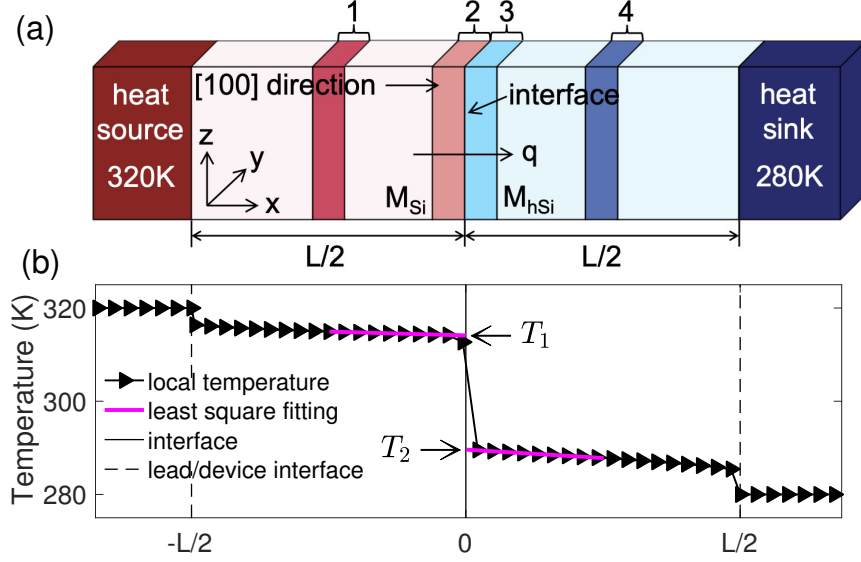 (a)
1
2
3
4
heat
source
320K
[100] direction
interface
z
y
x
q
M_Si
M_hSi
heat
sink
280K
L/2
L/2
(b)
Temperature (K)
320
300
280
T_1
T_2
local temperature
least square fitting
interface
lead/device interface
-L/2
0
L/2